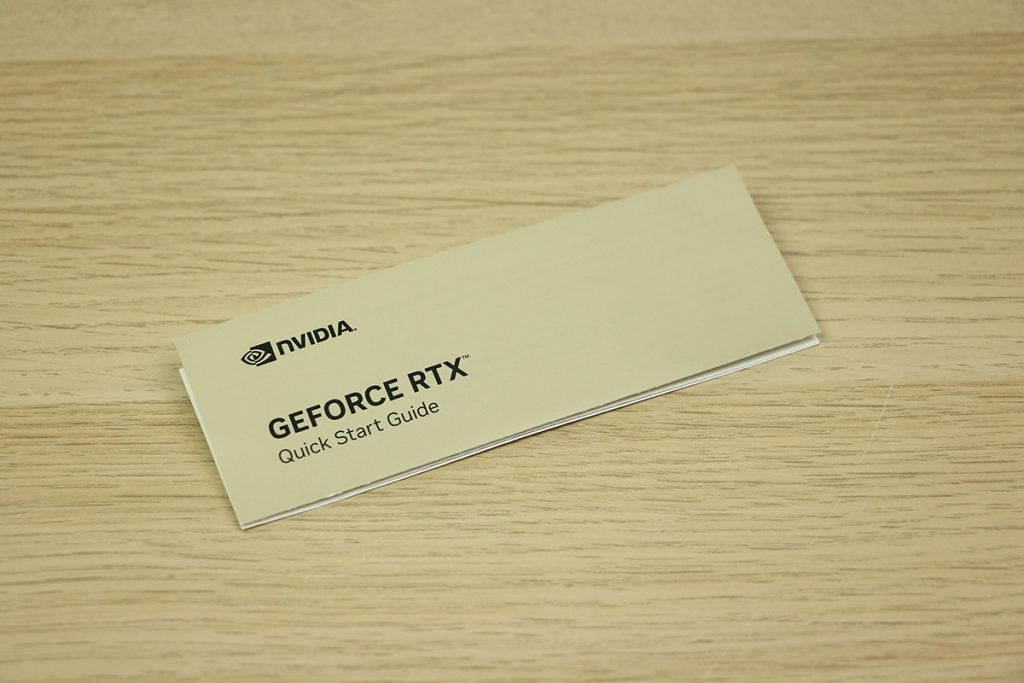 NVIDIA.
GEFORCE RTX™
Quick Start Guide